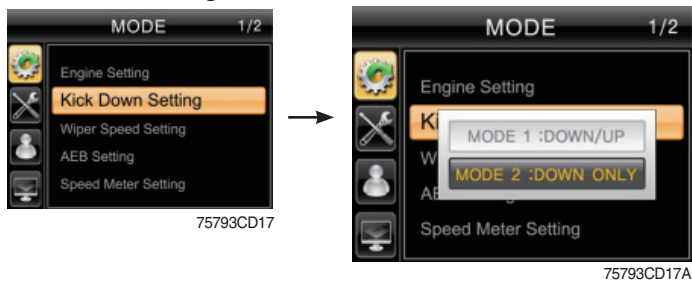 MODE 1/2
Engine Setting
Kick Down Setting
Wiper Speed Setting
AEB Setting
Speed Meter Setting
75793CD17
MODE 1/2
Engine Setting
Ki
MODE 1 :DOWN/UP
W
MODE 2 :DOWN ONLY
AE
Speed Meter Setting
75793CD17A